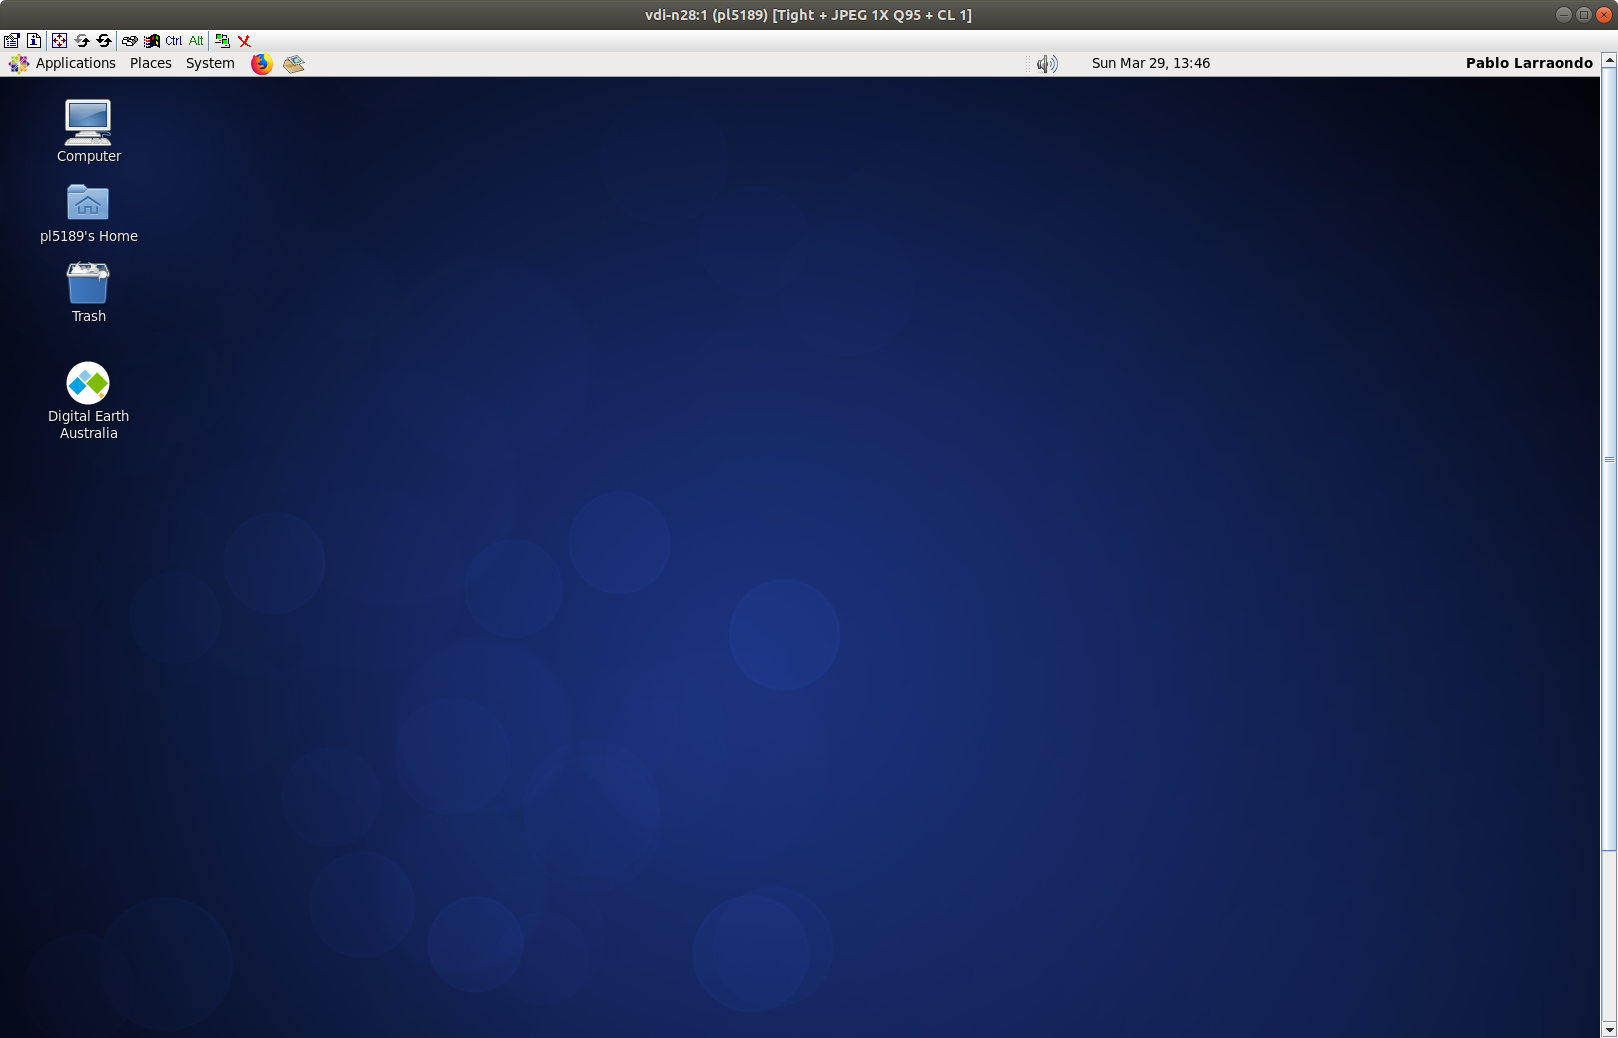 vdi-n28:1 (pl5189) [Tight + JPEG 1X Q95 + CL 1]
Ctrl Alt
Applications Places System Sun Mar 29, 13:46 Pablo Larraondo
Computer
pl5189's Home
Trash
Digital Earth
Australia